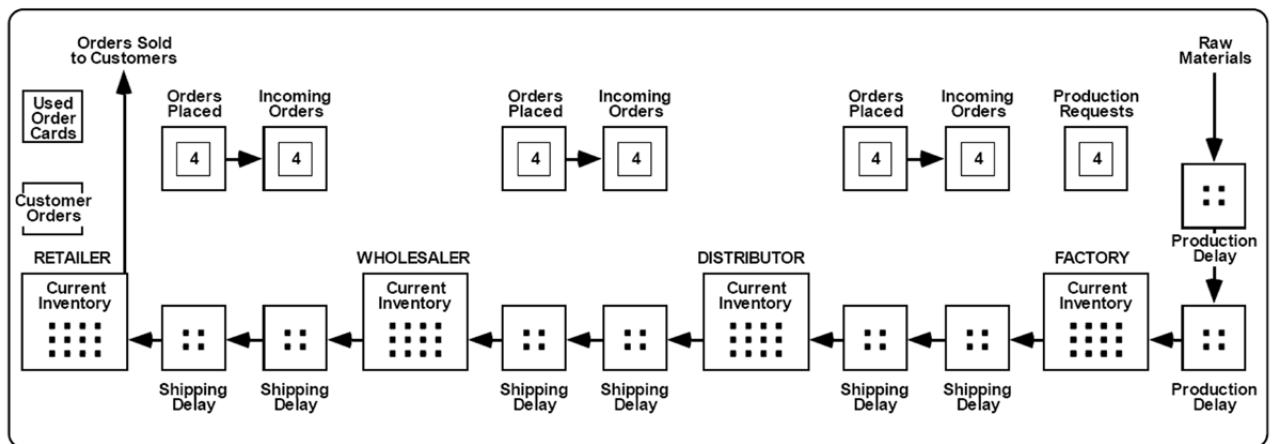 Orders Sold
to Customers
Raw
Materials
Used
Order
Cards
Orders
Placed
Incoming
Orders
Orders
Placed
Incoming
Orders
Orders
Placed
Incoming
Orders
Production
Requests
4
4
4
4
4
4
4
Customer
Orders
Production
Delay
RETAILER
WHOLESALER
DISTRIBUTOR
FACTORY
Current
Inventory
Current
Inventory
Current
Inventory
Current
Inventory
Shipping
Delay
Shipping
Delay
Shipping
Delay
Shipping
Delay
Shipping
Delay
Shipping
Delay
Production
Delay